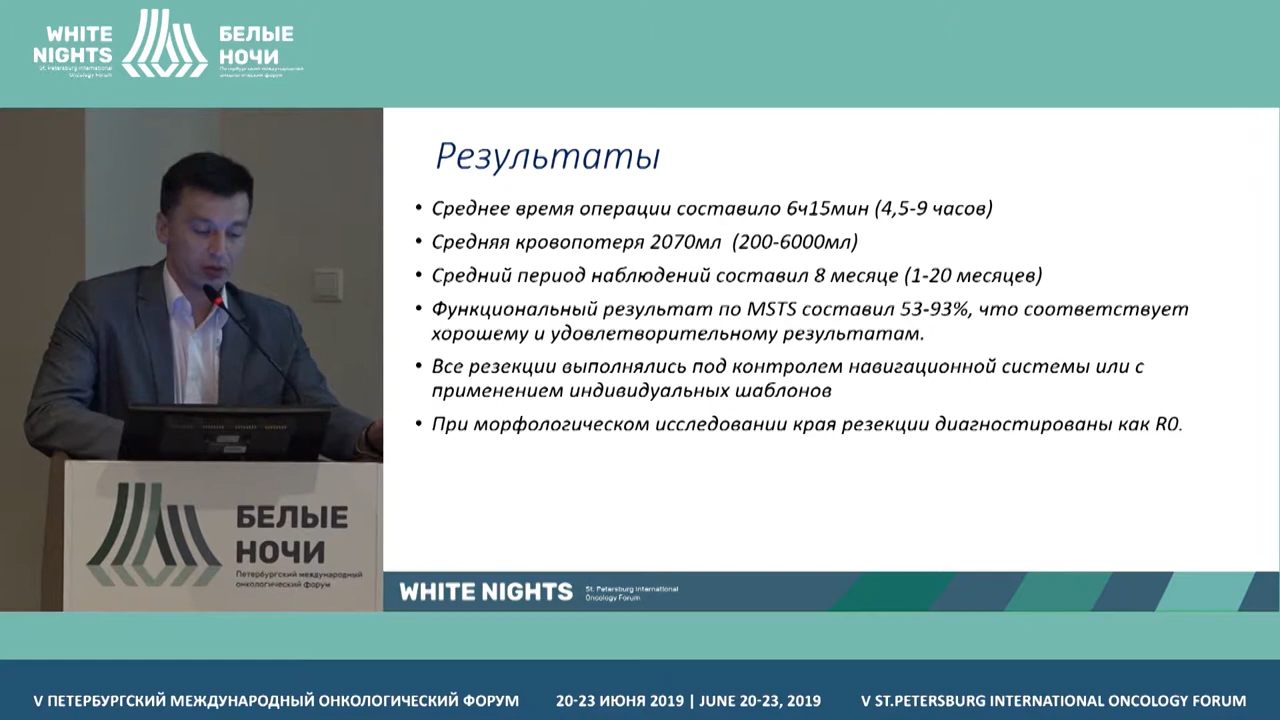 WHITE
NIGHTS
St. Petersburg International
Oncology Forum
БЕЛЫЕ
НОЧИ
Петербургский международный
онкологический форум
Результаты
• Среднее время операции составило 6ч15мин (4,5-9 часов)
• Средняя кровопотеря 2070мл (200-6000мл)
• Средний период наблюдений составил 8 месяце (1-20 месяцев)
• Функциональный результат по MSTS составил 53-93%, что соответствует
хорошему и удовлетворительному результатам.
• Все резекции выполнялись под контролем навигационной системы или с
применением индивидуальных шаблонов
• При морфологическом исследовании края резекции диагностированы как R0.
БЕЛЫЕ
НОЧИ
Петербургский международный
онкологический форум
WHITE NIGHTS
St. Petersburg International
Oncology Forum
V ПЕТЕРБУРГСКИЙ МЕЖДУНАРОДНЫЙ ОНКОЛОГИЧЕСКИЙ ФОРУМ 20-23 ИЮНЯ 2019 | JUNE 20-23, 2019 V ST.PETERSBURG INTERNATIONAL ONCOLOGY FORUM